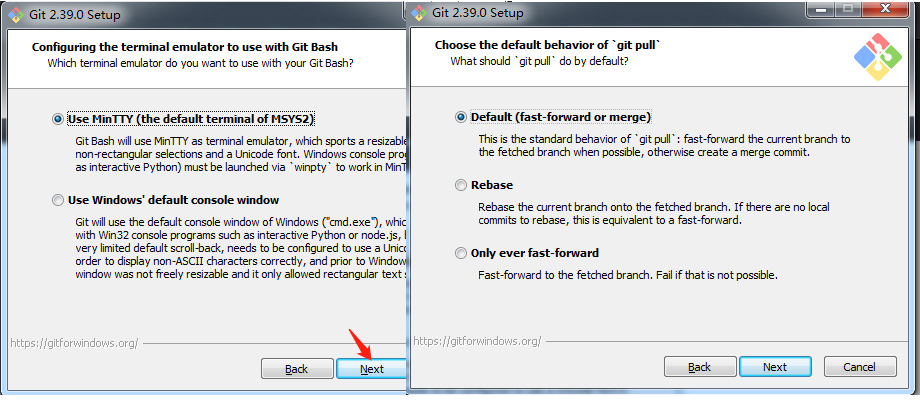 Git 2.39.0 Setup
Configuring the terminal emulator to use with Git Bash
Which terminal emulator do you want to use with your Git Bash?
Use MinTTY (the default terminal of MSYS2)
Git Bash will use MinTTY as terminal emulator, which sports a resizable
non-rectangular selections and a Unicode font. Windows console pro
as interactive Python) must be launched via `winpty` to work in MinT
Use Windows' default console window
Git will use the default console window of Windows ("cmd.exe"), whic
with Win32 console programs such as interactive Python or node.js,
very limited default scroll-back, needs to be configured to use a Unic
order to display non-ASCII characters correctly, and prior to Window
window was not freely resizable and it only allowed rectangular text
https://gitforwindows.org/
Back
Next
Git 2.39.0 Setup
Choose the default behavior of `git pull`
What should `git pull` do by default?
Default (fast-forward or merge)
This is the standard behavior of `git pull`: fast-forward the current branch to
the fetched branch when possible, otherwise create a merge commit.
Rebase
Rebase the current branch onto the fetched branch. If there are no local
commits to rebase, this is equivalent to a fast-forward.
Only ever fast-forward
Fast-forward to the fetched branch. Fail if that is not possible.
https://gitforwindows.org/
Back
Next
Cancel